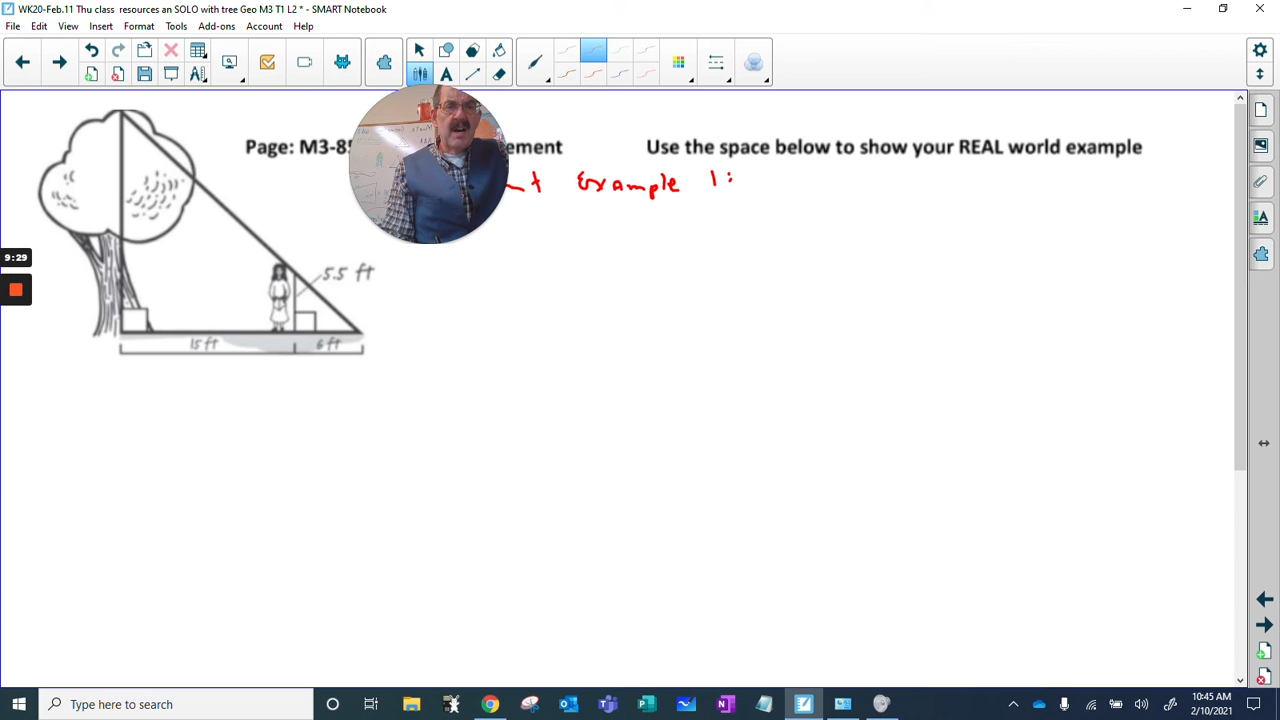 WK20-Feb.11 Thu class resources an SOLO with tree Geo M3 T1 L2 * - SMART Notebook
File Edit View Insert Format Tools Add-ons Account Help
Page: M3-85 ement Use the space below to show your REAL world example
t Example 1:
5.5 ft
9:29
15 ft 6 ft
Type here to search
10:45 AM
2/10/2021